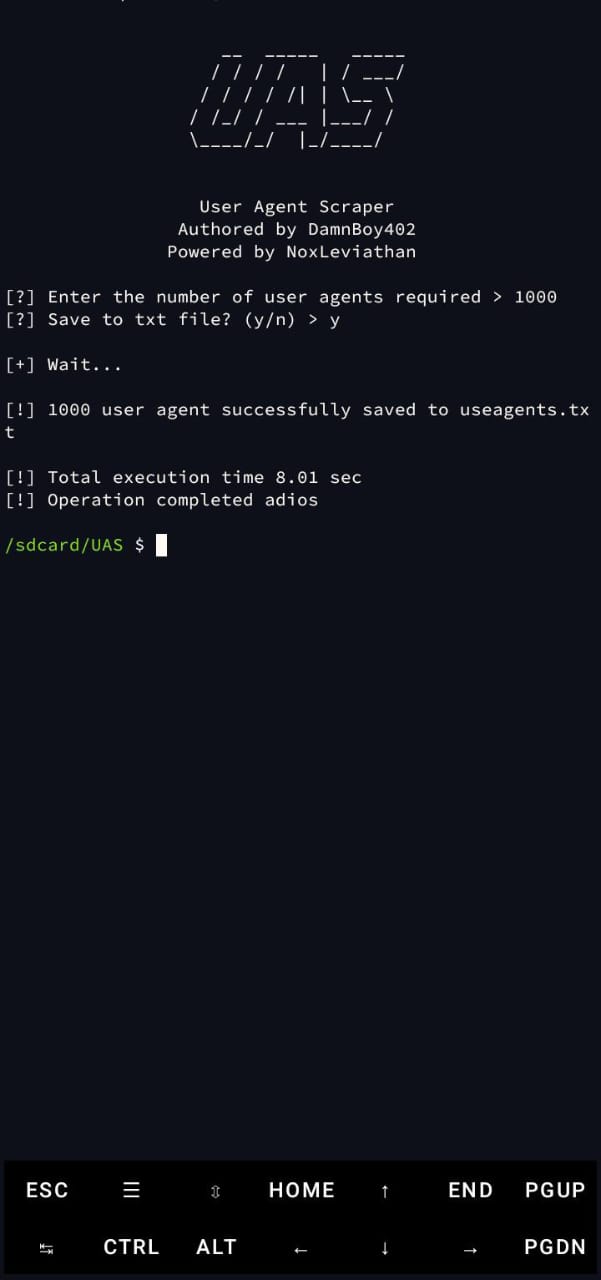 __  _____   _____
  / / / /   | / ___/
 / / / / /| | \__ \
/ /_/ / ___ |___/ /
\____/_/  |_/____/
User Agent Scraper
Authored by DamnBoy402
Powered by NoxLeviathan
[?] Enter the number of user agents required > 1000
[?] Save to txt file? (y/n) > y
[+] Wait...
[!] 1000 user agent successfully saved to useagents.tx
t
[!] Total execution time 8.01 sec
[!] Operation completed adios
/sdcard/UAS $
ESC ☰ ⇳ HOME ↑ END PGUP
↹ CTRL ALT ← ↓ → PGDN